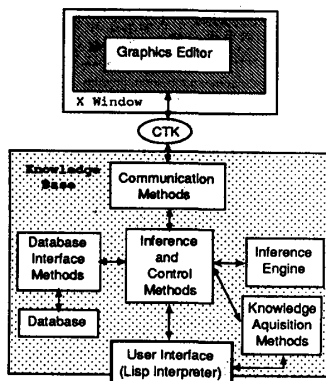 Graphics Editor
X Window
CTK
Knowledge
Base
Communication
Methods
Database
Interface
Methods
Inference
and
Control
Methods
Inference
Engine
Database
Knowledge
Aquisition
Methods
User Interface
(Lisp Interpreter)